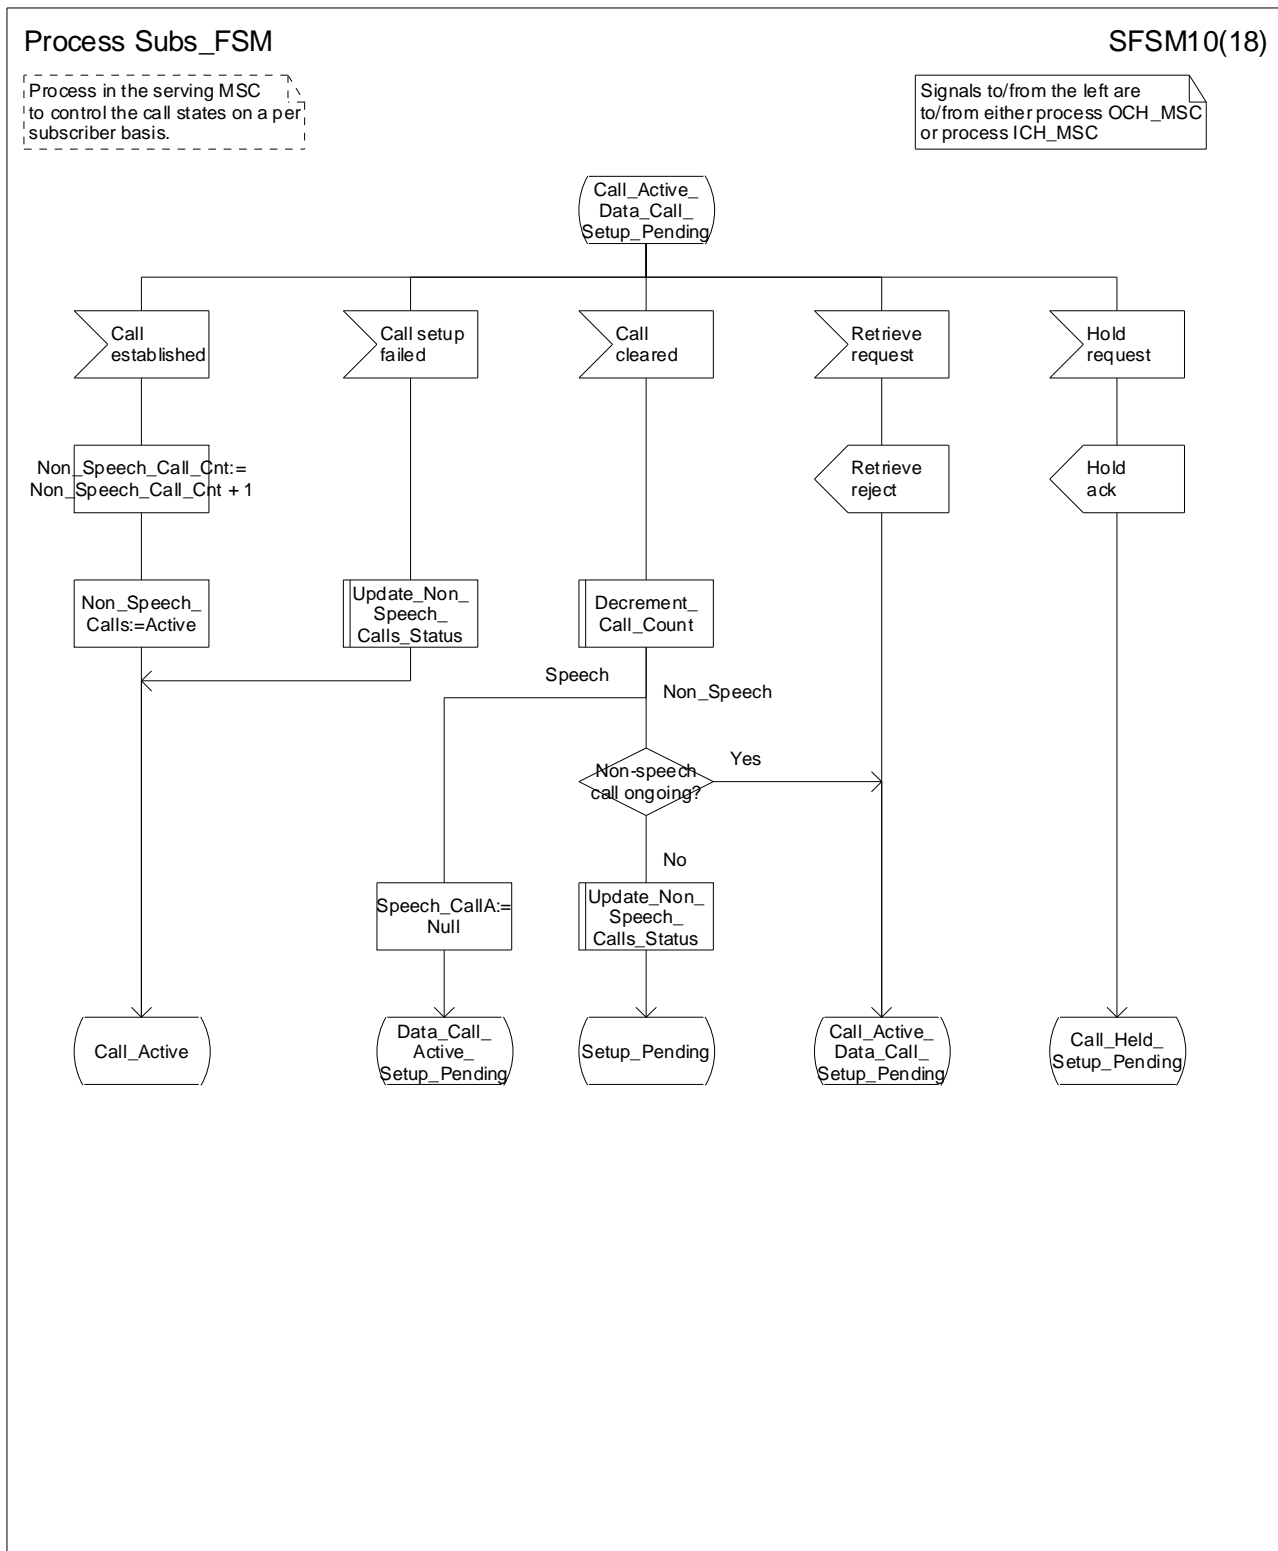 Process Subs_FSM
SFSM10(18)
Process in the serving MSC
to control the call states on a per
subscriber basis.
Signals to/from the left are
to/from either process OCH_MSC
or process ICH_MSC
Call_Active_
Data_Call_
Setup_Pending
Call
established
Call setup
failed
Call
cleared
Retrieve
request
Hold
request
Non_Speech_Call_Cnt:=
Non_Speech_Call_Cnt + 1
Retrieve
reject
Hold
ack
Non_Speech_
Calls:=Active
Update_Non_
Speech_
Calls_Status
Decrement_
Call_Count
Speech
Non_Speech
Non-speech
call ongoing?
Yes
No
Speech_CallA:=
Null
Update_Non_
Speech_
Calls_Status
Call_Active
Data_Call_
Active_
Setup_Pending
Setup_Pending
Call_Active_
Data_Call_
Setup_Pending
Call_Held_
Setup_Pending